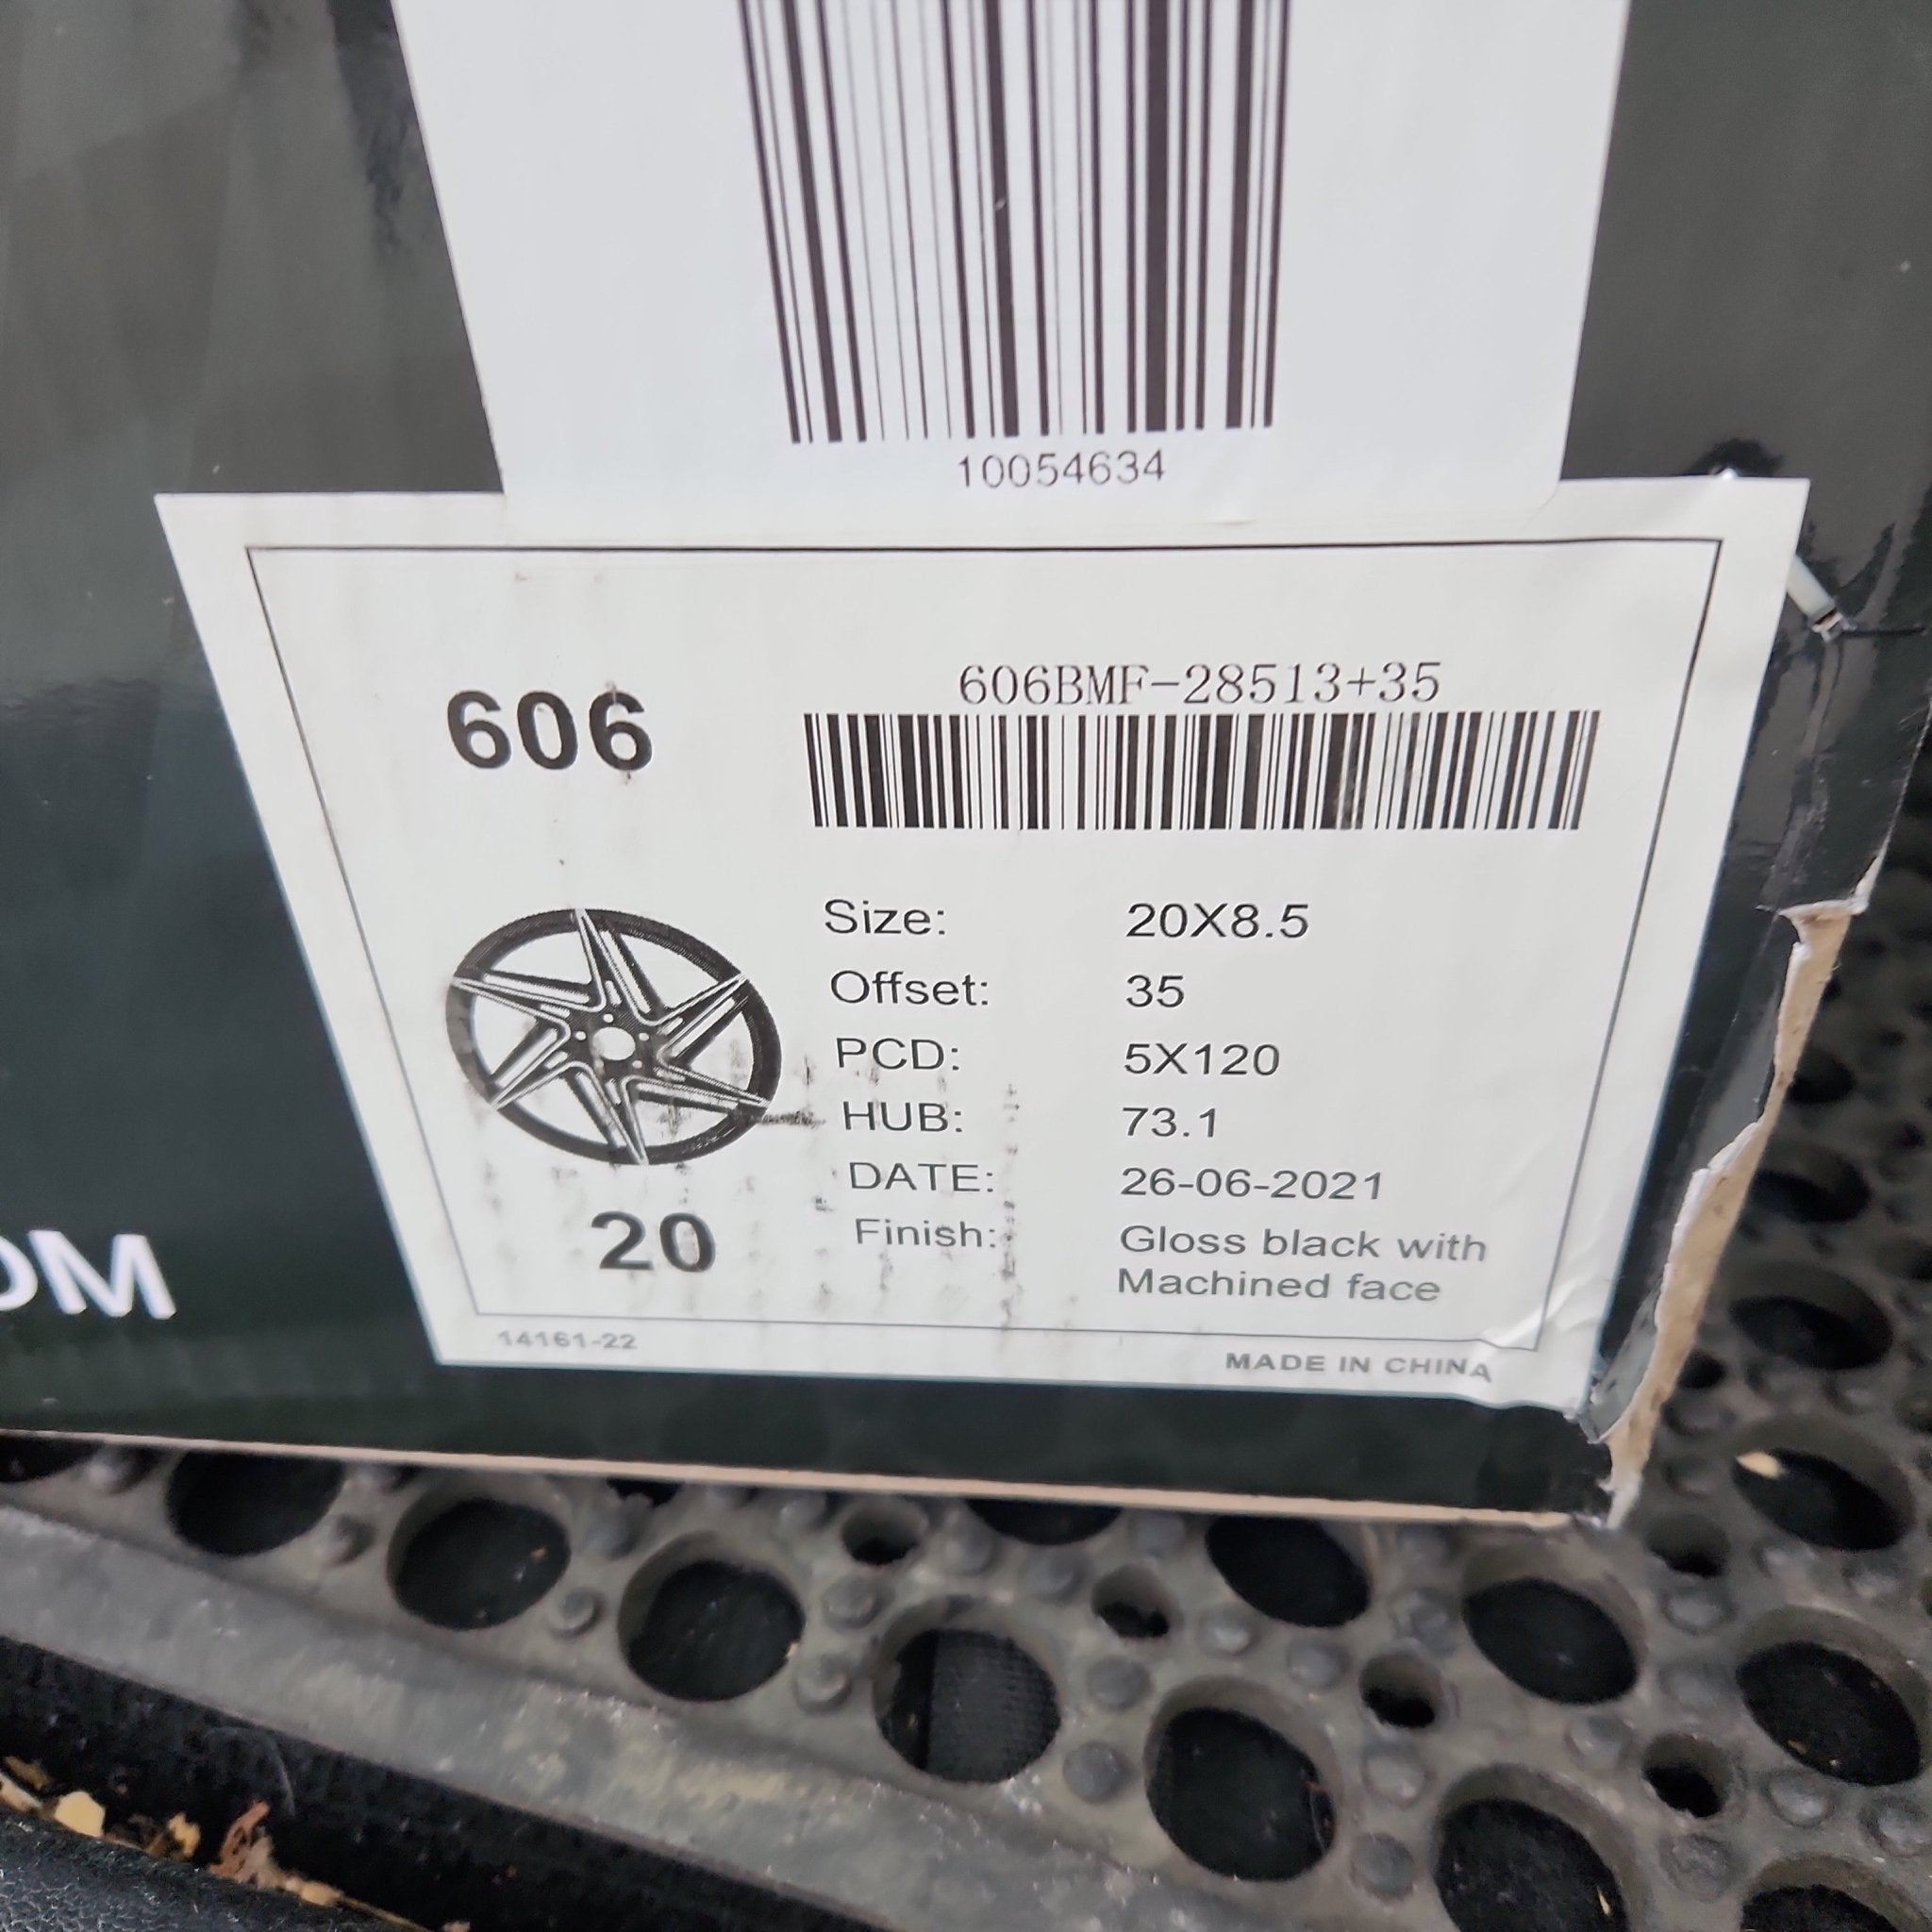 10054634
606
606BMF-28513+35
Size: 20X8.5
Offset: 35
PCD: 5X120
HUB: 73.1
DATE: 26-06-2021
Finish: Gloss black with
Machined face
20
14161-22
MADE IN CHINA
OM